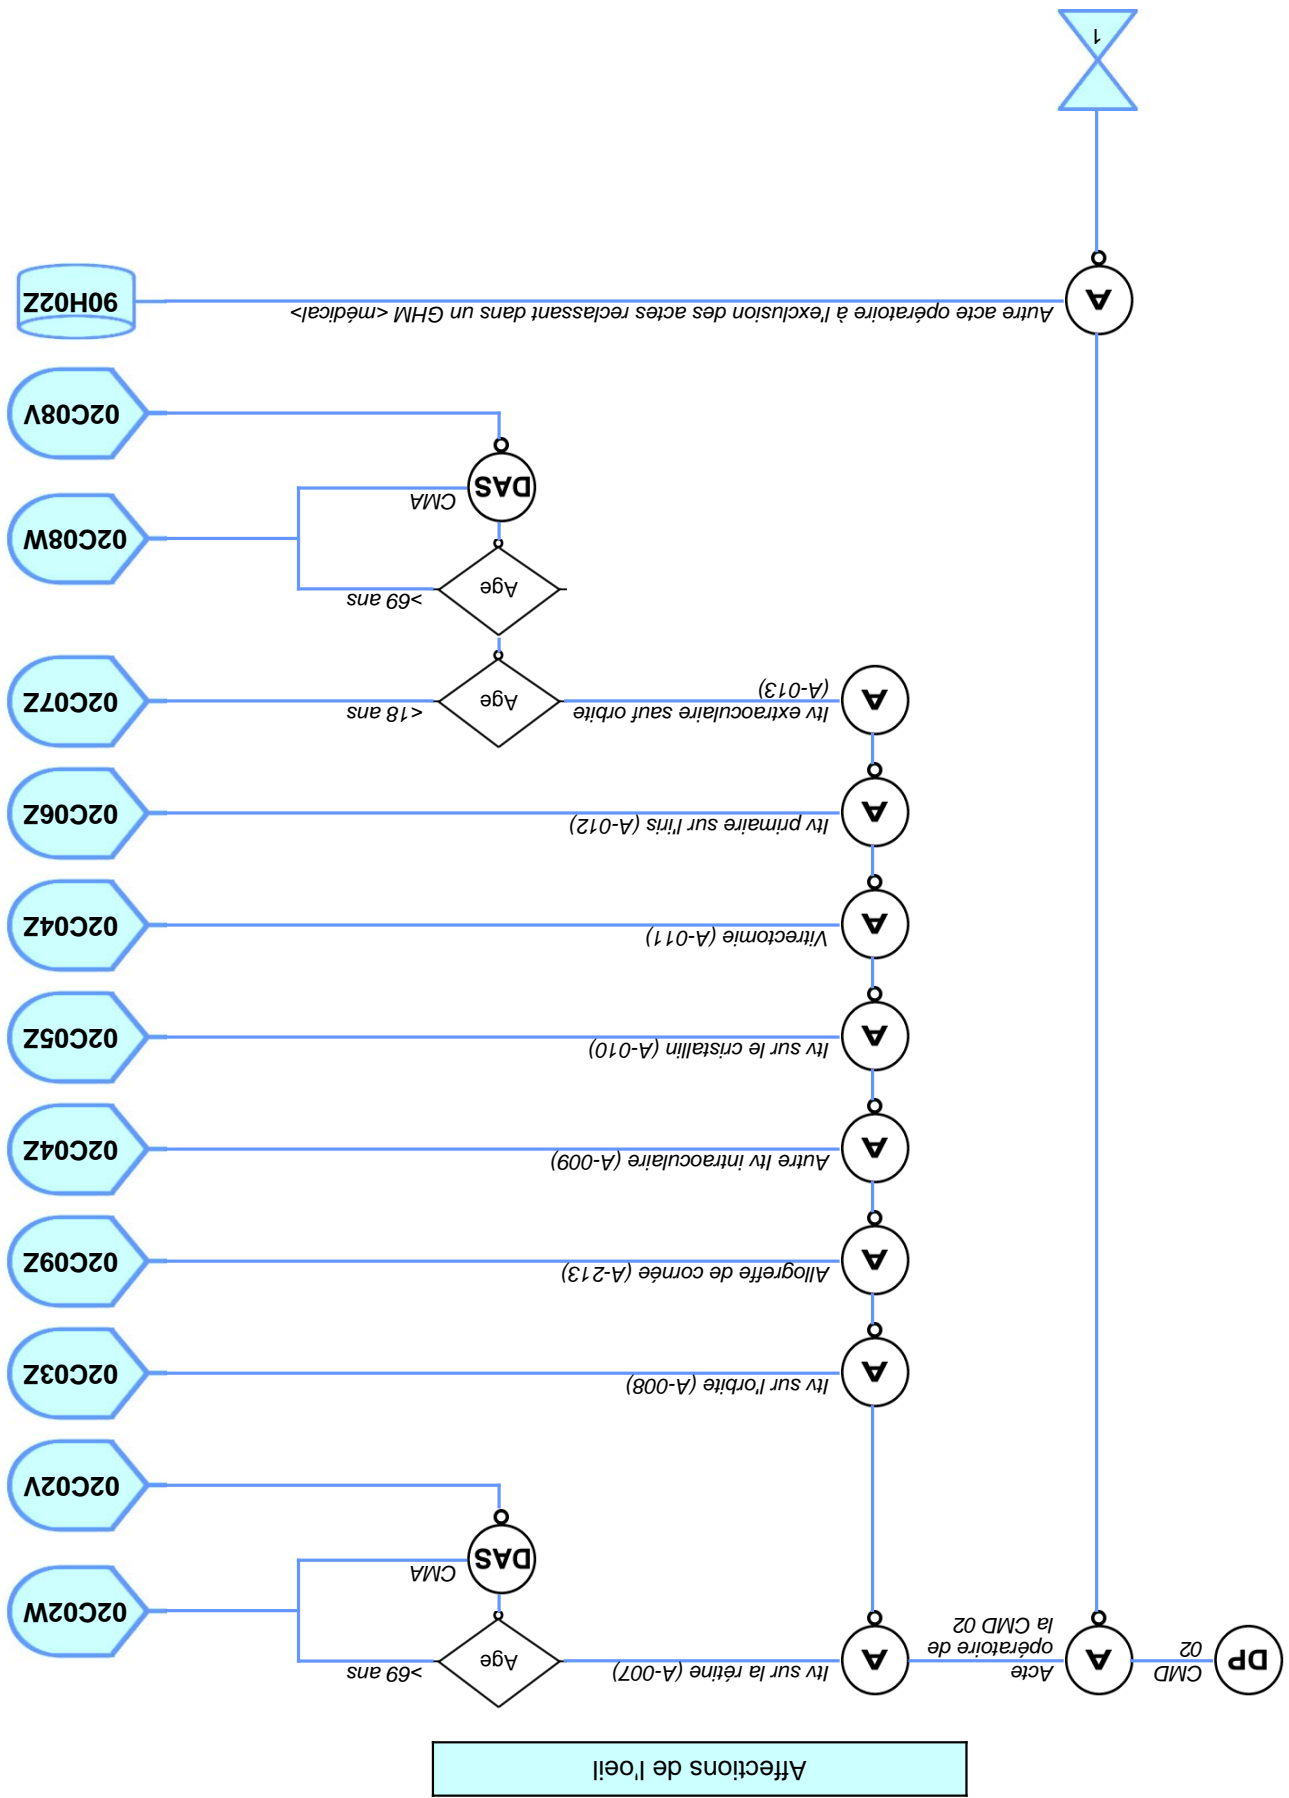 Affections de l'oeil
DP
CMD
02
A
Acte
opératoire de
la CMD 02
A
Itv sur la rétine (A-007)
Age
>69 ans
02C02W
DAS
CMA
02C02V
A
Itv sur l'orbite (A-008)
02C03Z
A
Allogreffe de cornée (A-213)
02C09Z
A
Autre Itv intraoculaire (A-009)
02C04Z
A
Itv sur le cristallin (A-010)
02C05Z
A
Vitrectomie (A-011)
02C04Z
A
Itv primaire sur l'iris (A-012)
02C06Z
A
Itv extraoculaire sauf orbite
(A-013)
Age
<18 ans
02C07Z
Age
>69 ans
02C08W
DAS
CMA
02C08V
A
Autre acte opératoire à l'exclusion des actes reclassant dans un GHM <médical>
90H02Z
1